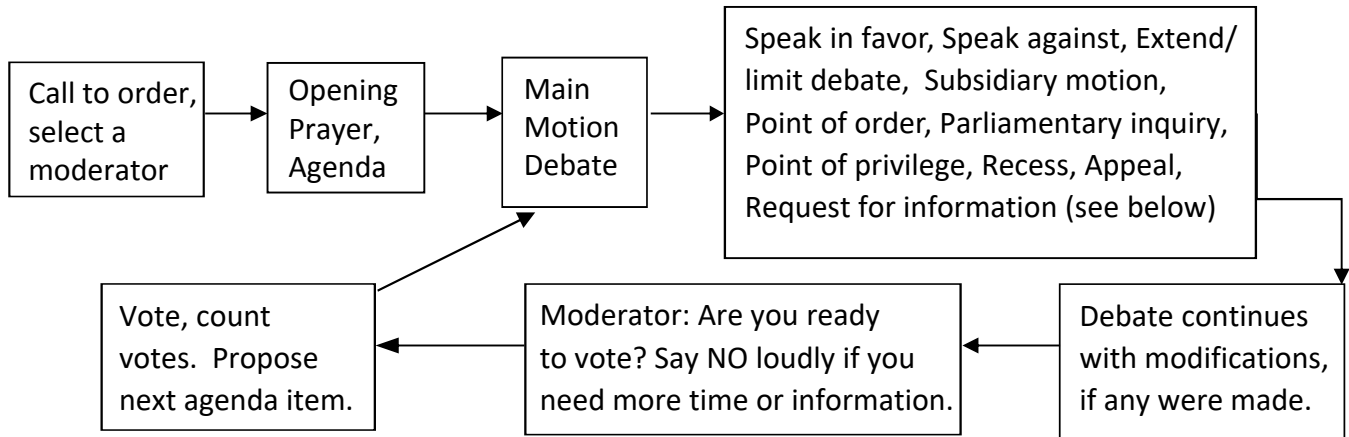 Call to order,
select a
moderator
Opening
Prayer,
Agenda
Main
Motion
Debate
Speak in favor, Speak against, Extend/
limit debate,  Subsidiary motion,
Point of order, Parliamentary inquiry,
Point of privilege, Recess, Appeal,
Request for information (see below)
Debate continues
with modifications,
if any were made.
Moderator: Are you ready
to vote? Say NO loudly if you
need more time or information.
Vote, count
votes.  Propose
next agenda item.